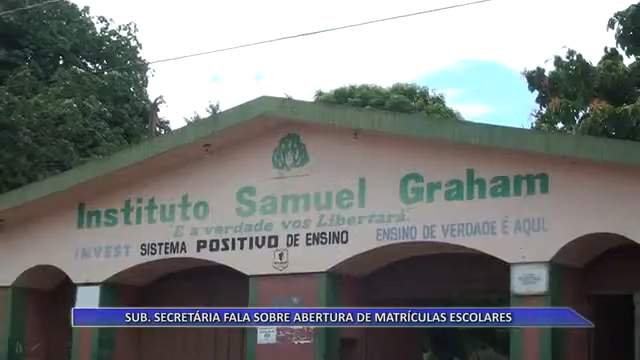 Instituto Samuel Graham
"E a verdade vos Libertará"
INVEST SISTEMA POSITIVO DE ENSINO ENSINO DE VERDADE É AQUI
SUB. SECRETÁRIA FALA SOBRE ABERTURA DE MATRÍCULAS ESCOLARES